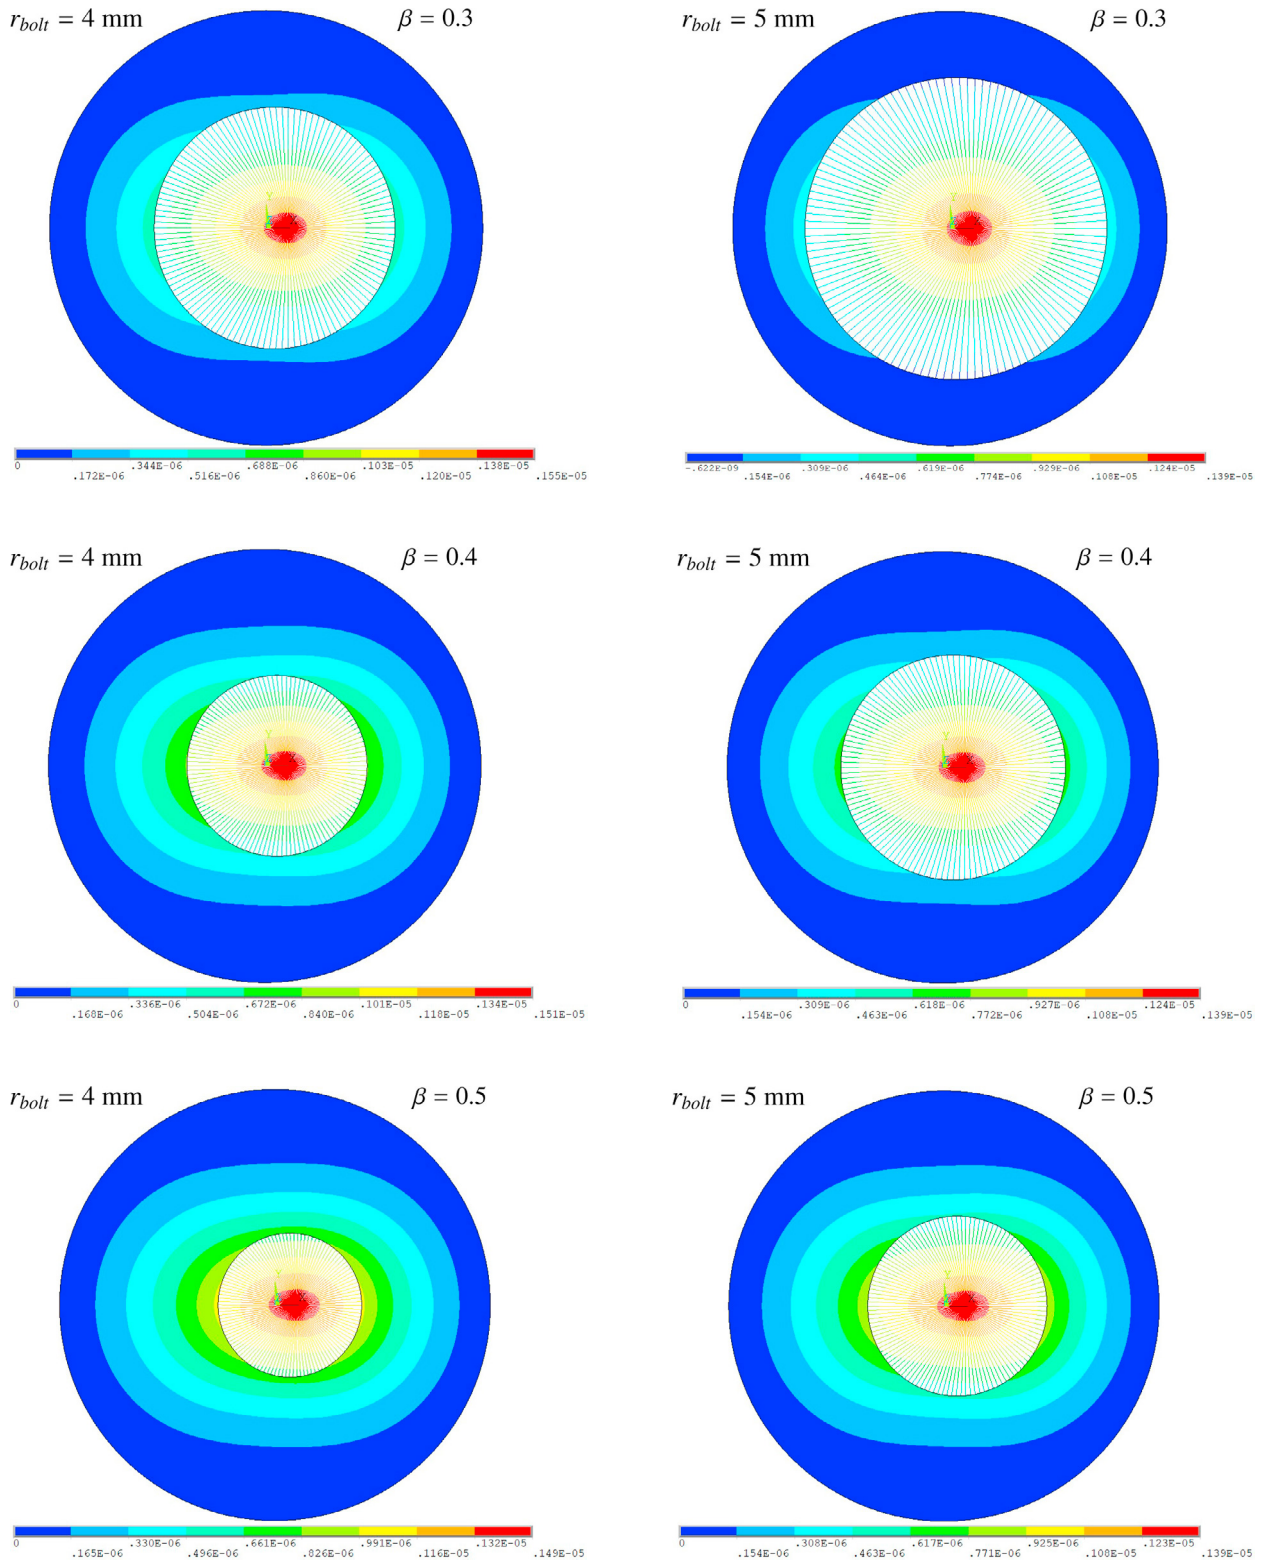 r_bolt = 4 mm β = 0.3
r_bolt = 5 mm β = 0.3
Y
Y
0 .344E-06 .688E-06 .103E-05 .138E-05
.172E-06 .516E-06 .860E-06 .120E-05 .155E-05
-.622E-09 .309E-06 .619E-06 .929E-06 .124E-05
.154E-06 .464E-06 .774E-06 .108E-05 .139E-05
r_bolt = 4 mm β = 0.4
r_bolt = 5 mm β = 0.4
Y
Y
0 .336E-06 .672E-06 .101E-05 .134E-05
.168E-06 .504E-06 .840E-06 .118E-05 .151E-05
0 .309E-06 .618E-06 .927E-06 .124E-05
.154E-06 .463E-06 .772E-06 .108E-05 .139E-05
r_bolt = 4 mm β = 0.5
r_bolt = 5 mm β = 0.5
Y
Y
0 .330E-06 .661E-06 .991E-06 .132E-05
.165E-06 .496E-06 .826E-06 .116E-05 .149E-05
0 .308E-06 .617E-06 .925E-06 .123E-05
.154E-06 .463E-06 .771E-06 .108E-05 .139E-05